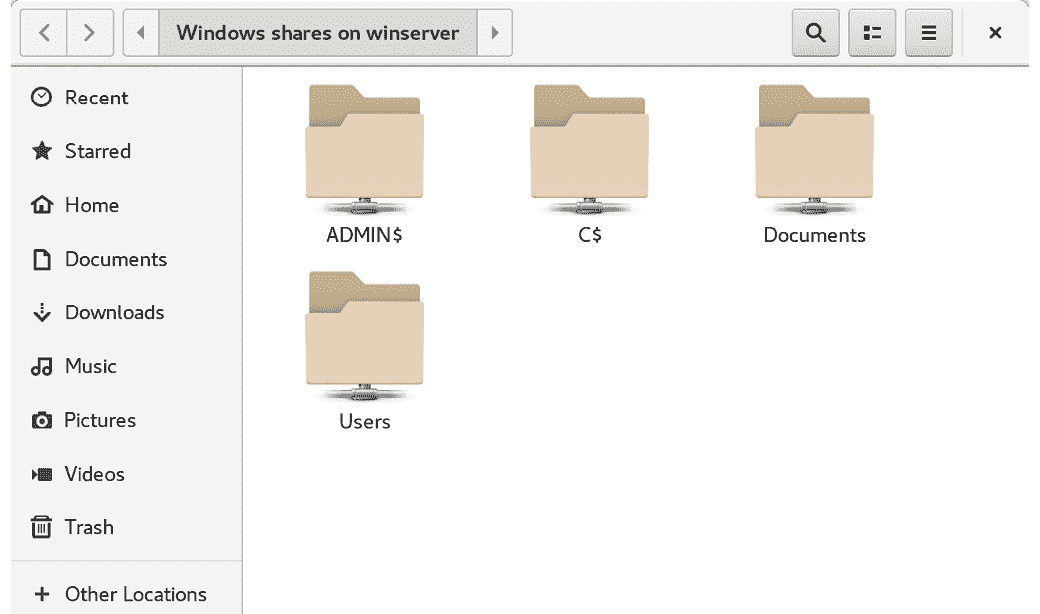 Windows shares on winserver
Recent
Starred
Home
Documents
Downloads
Music
Pictures
Videos
Trash
Other Locations
ADMIN$
C$
Documents
Users